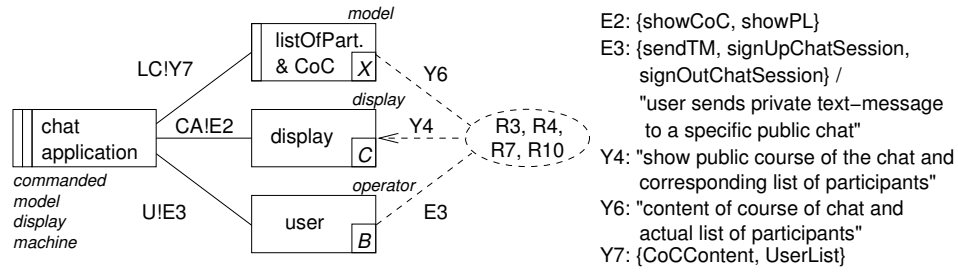 model
listOfPart.
& CoC
X
LC!Y7
Y6
display
chat
application
CA!E2
display
C
Y4
R3, R4,
R7, R10
commanded
model
display
machine
U!E3
operator
user
B
E3
E2: {showCoC, showPL}
E3: {sendTM, signUpChatSession,
signOutChatSession} /
"user sends private text−message
to a specific public chat"
Y4: "show public course of the chat and
corresponding list of participants"
Y6: "content of course of chat and
actual list of participants"
Y7: {CoCContent, UserList}